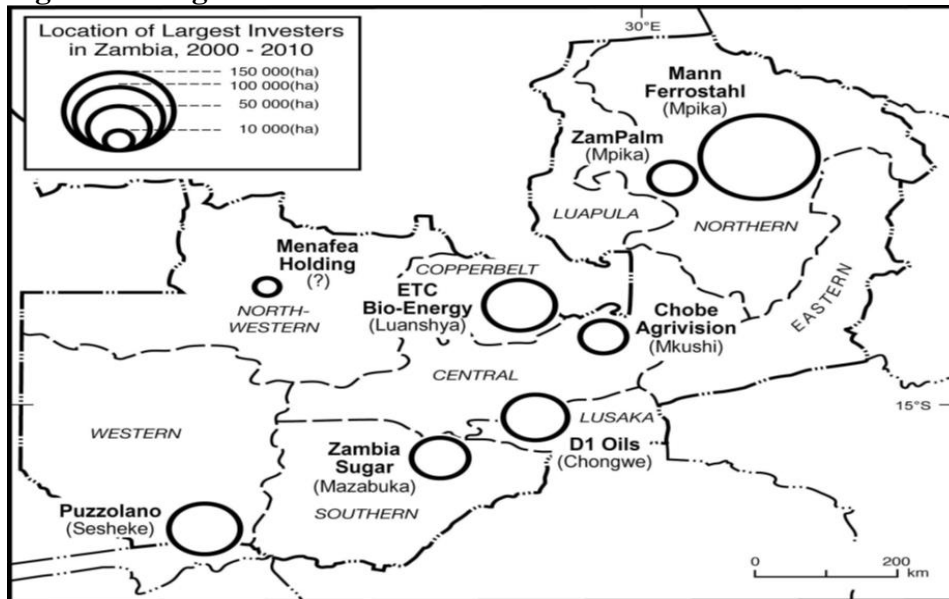 Location of Largest Investers
in Zambia, 2000 - 2010
150 000(ha)
100 000(ha)
50 000(ha)
10 000(ha)
30°E
Mann
Ferrostahl
(Mpika)
ZamPalm
(Mpika)
LUAPULA
NORTHERN
Menafea
Holding
(?)
NORTH-
WESTERN
COPPERBELT
ETC
Bio-Energy
(Luanshya)
Chobe
Agrivision
(Mkushi)
EASTERN
CENTRAL
15°S
WESTERN
LUSAKA
D1 Oils
(Chongwe)
Zambia
Sugar
(Mazabuka)
SOUTHERN
Puzzolano
(Sesheke)
0 200
km